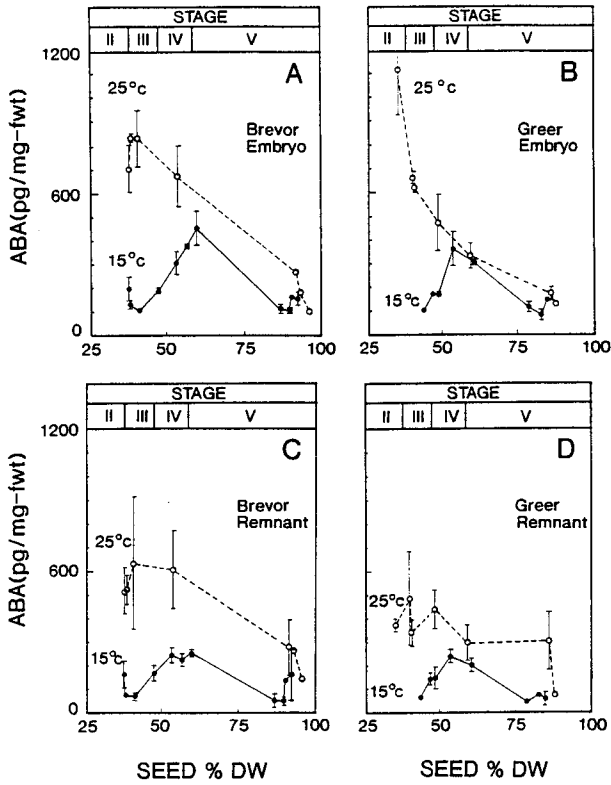 STAGE
II III IV V
STAGE
II III IV V
ABA(pg/mg-fwt)
1200
600
0
25°c
15°c
A
Brevor
Embryo
25 50 75 100
25°c
15°c
B
Greer
Embryo
25 50 75 100
STAGE
II III IV V
STAGE
II III IV V
ABA(pg/mg-fwt)
1200
600
0
25°c
15°c
C
Brevor
Remnant
25 50 75 100
SEED % DW
25°c
15°c
D
Greer
Remnant
25 50 75 100
SEED % DW